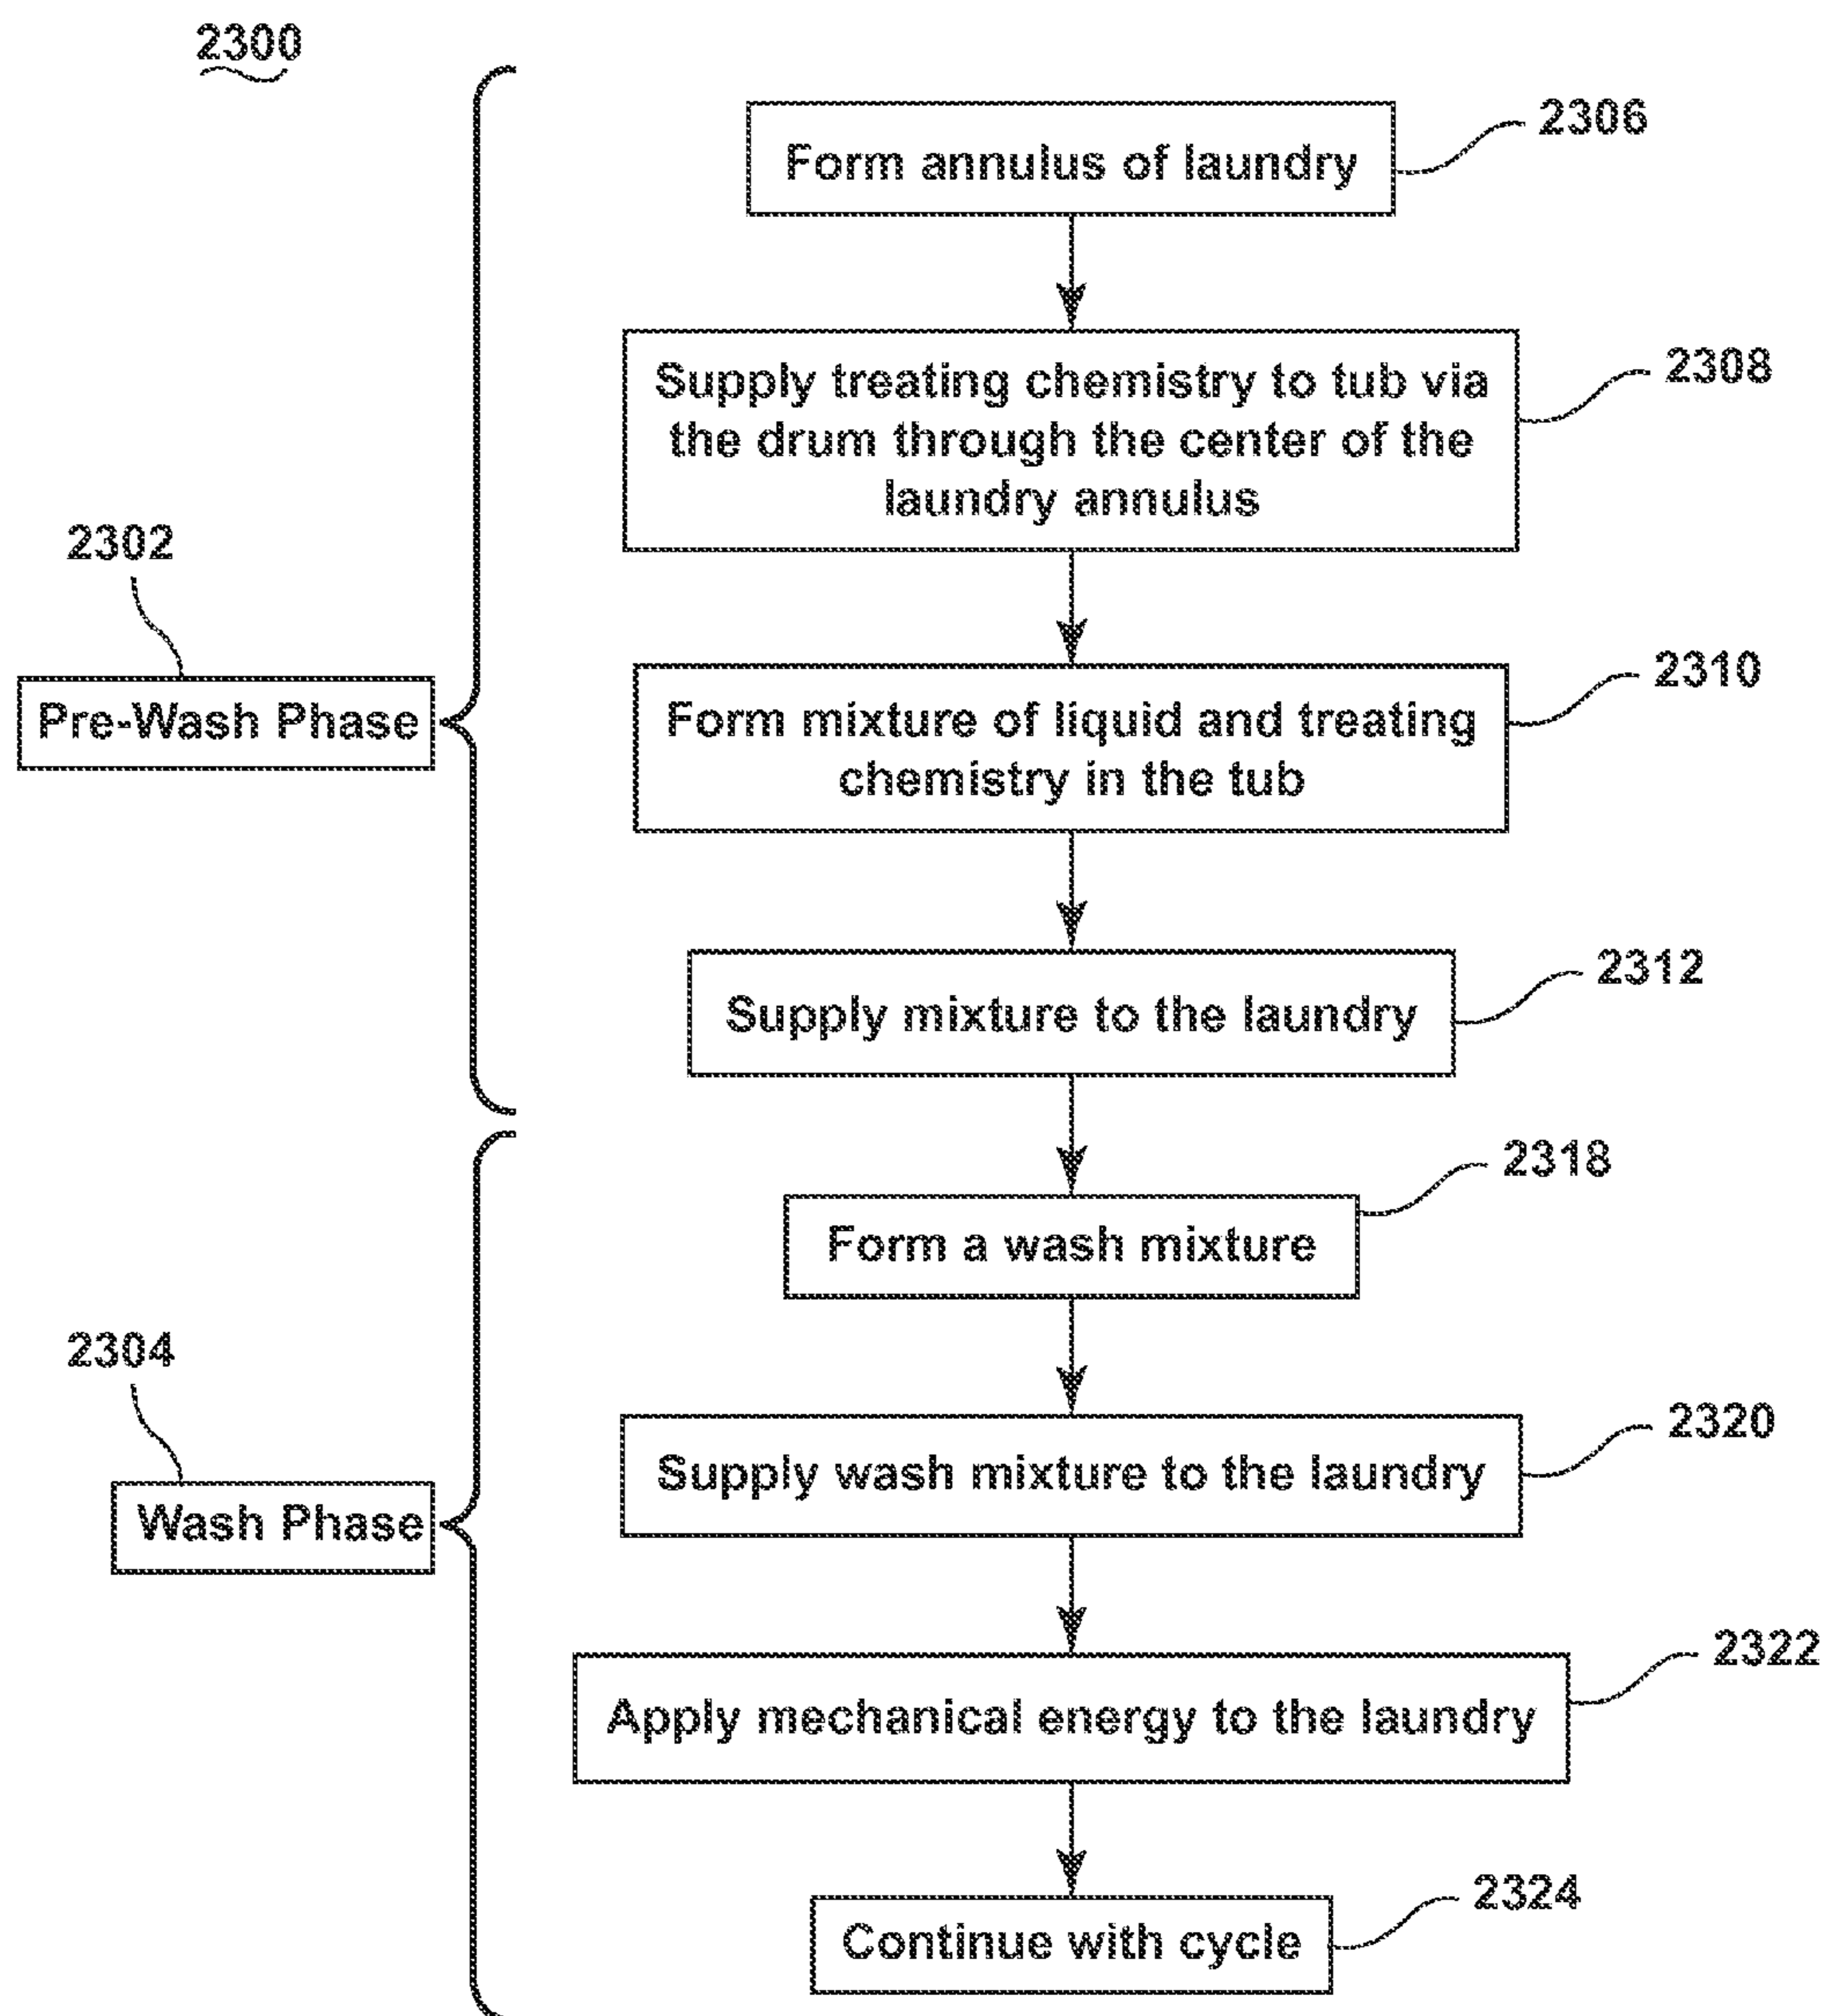 2300
Form annulus of laundry
2306
Supply treating chemistry to tub via
the drum through the center of the
laundry annulus
2308
2302
Pre-Wash Phase
Form mixture of liquid and treating
chemistry in the tub
2310
Supply mixture to the laundry
2312
Form a wash mixture
2318
2304
Wash Phase
Supply wash mixture to the laundry
2320
Apply mechanical energy to the laundry
2322
Continue with cycle
2324